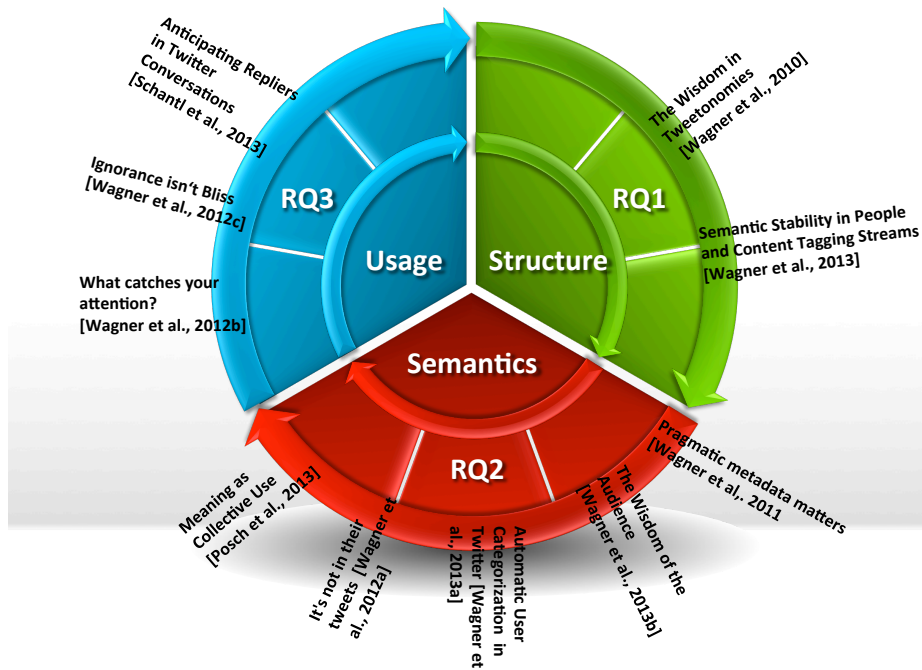 Anticipating Repliers
in Twitter
Conversations
[Schantl et al., 2013]
Ignorance isn't Bliss
[Wagner et al., 2012c]
What catches your
attention?
[Wagner et al., 2012b]
RQ3
Usage
The Wisdom in
Tweetonomies
[Wagner et al., 2010]
RQ1
Structure
Semantic Stability in People
and Content Tagging Streams
[Wagner et al., 2013]
Semantics
RQ2
Meaning as
Collective Use
[Posch et al., 2013]
It's not in their
tweets [Wagner et
al., 2012a]
Automatic User
Categorization in
Twitter [Wagner et
al., 2013a]
The Wisdom of the
Audience
[Wagner et al., 2013b]
Pragmatic metadata matters
[Wagner et al,. 2011